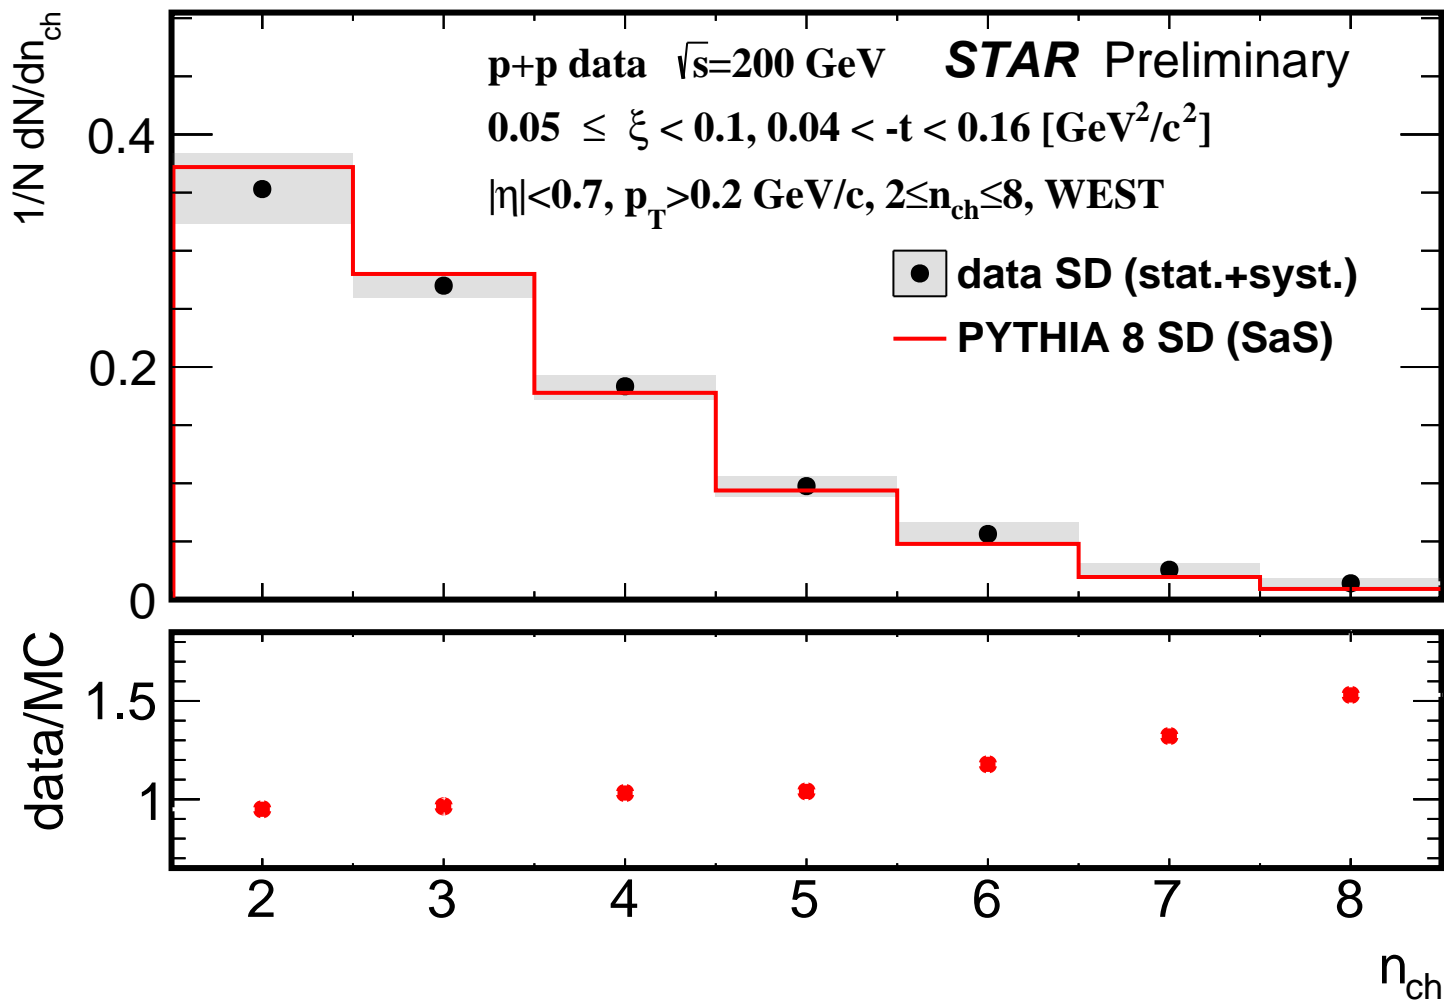 1/N dN/dn_ch
p+p data √s=200 GeV STAR Preliminary
0.05 ≤ ξ < 0.1, 0.04 < -t < 0.16 [GeV²/c²]
|η|<0.7, p_T>0.2 GeV/c, 2≤n_ch≤8, WEST
data SD (stat.+syst.)
PYTHIA 8 SD (SaS)
0.4
0.2
0
data/MC
1.5
1
2 3 4 5 6 7 8
n_ch